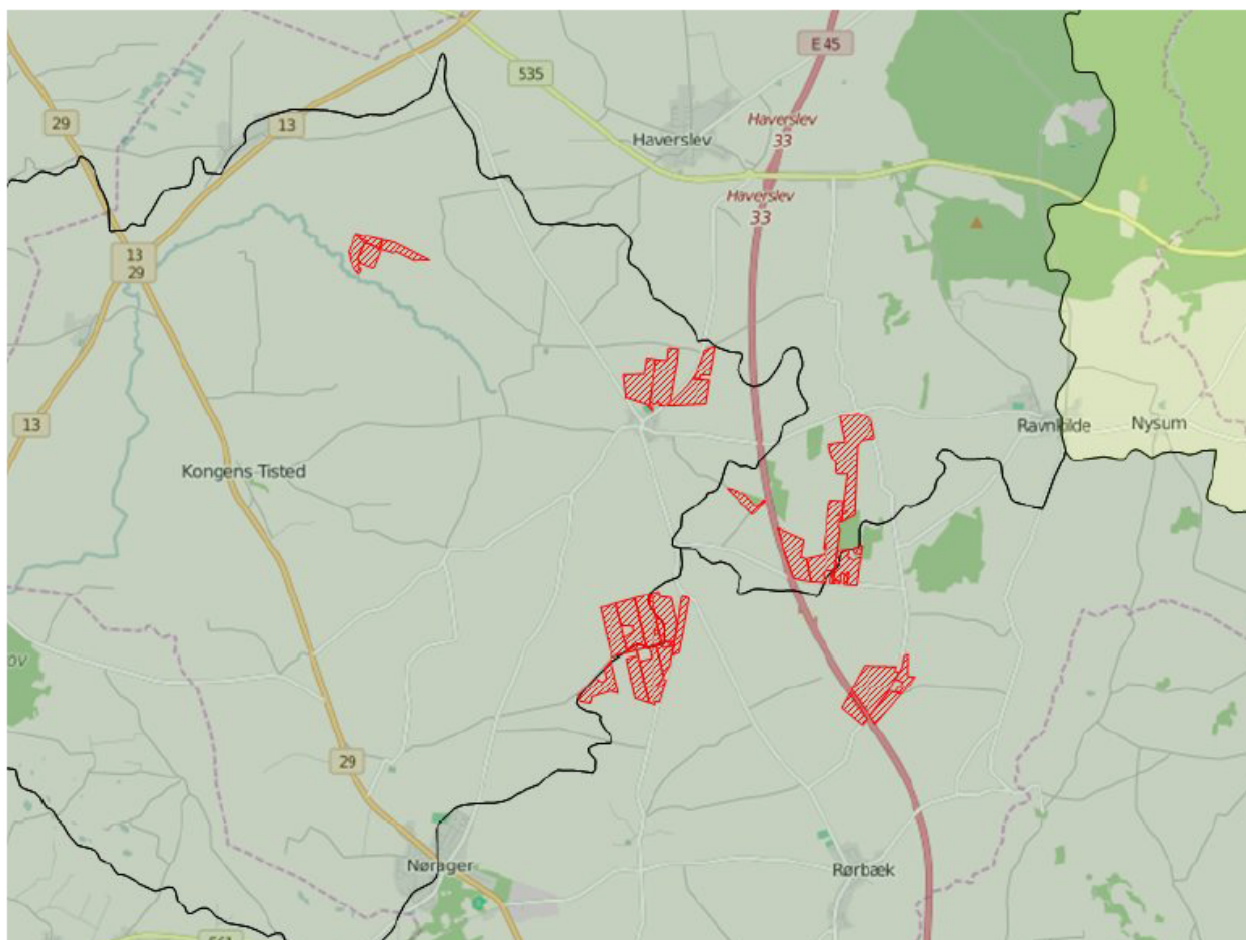 E 45
535
29
13
Haverslev
33
Haverslev
Haverslev
33
13
29
13
Ravnkilde
Nysum
Kongens Tisted
29
Nørager
Rørbæk